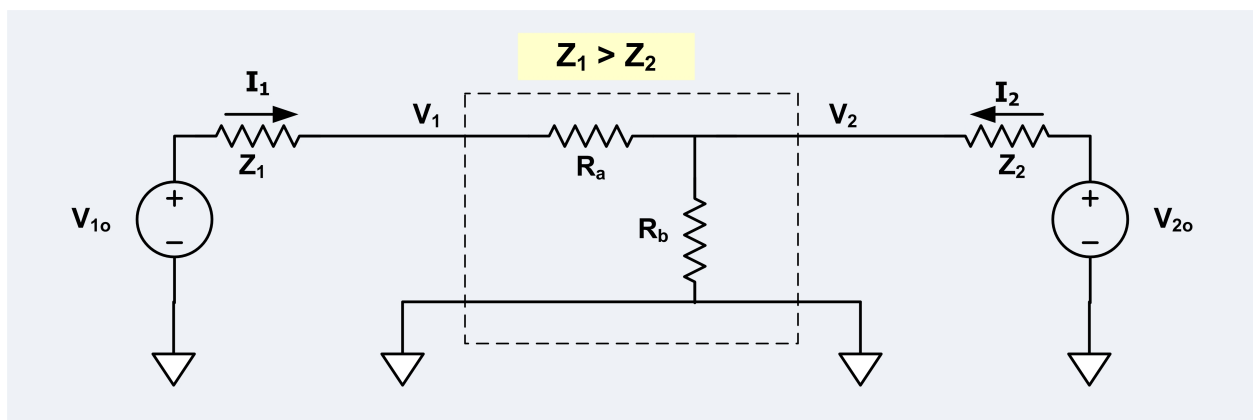 Z₁ > Z₂
I₁
V₁
V₂
I₂
Z₁
Rₐ
Z₂
+
+
V₁ₒ
R_b
V₂ₒ
−
−